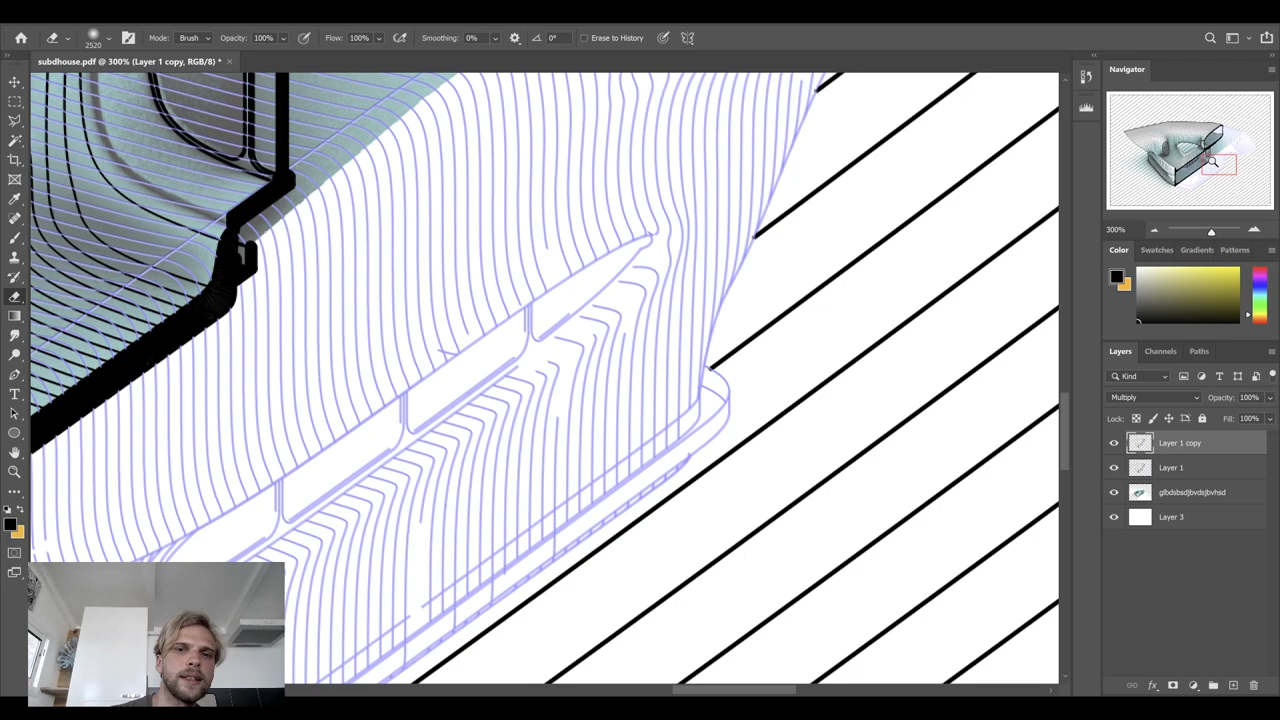 Mode: Brush Opacity: 100% Flow: 100% Smoothing: 0% 0° Erase to History
2520
subdhouse.pdf @ 300% (Layer 1 copy, RGB/8) *
Navigator
300%
Color Swatches Gradients Patterns
Layers Channels Paths
Kind
Multiply Opacity: 100%
Lock: Fill: 100%
Layer 1 copy
Layer 1
glbdsbsdjbvdsjbvhsd
Layer 3